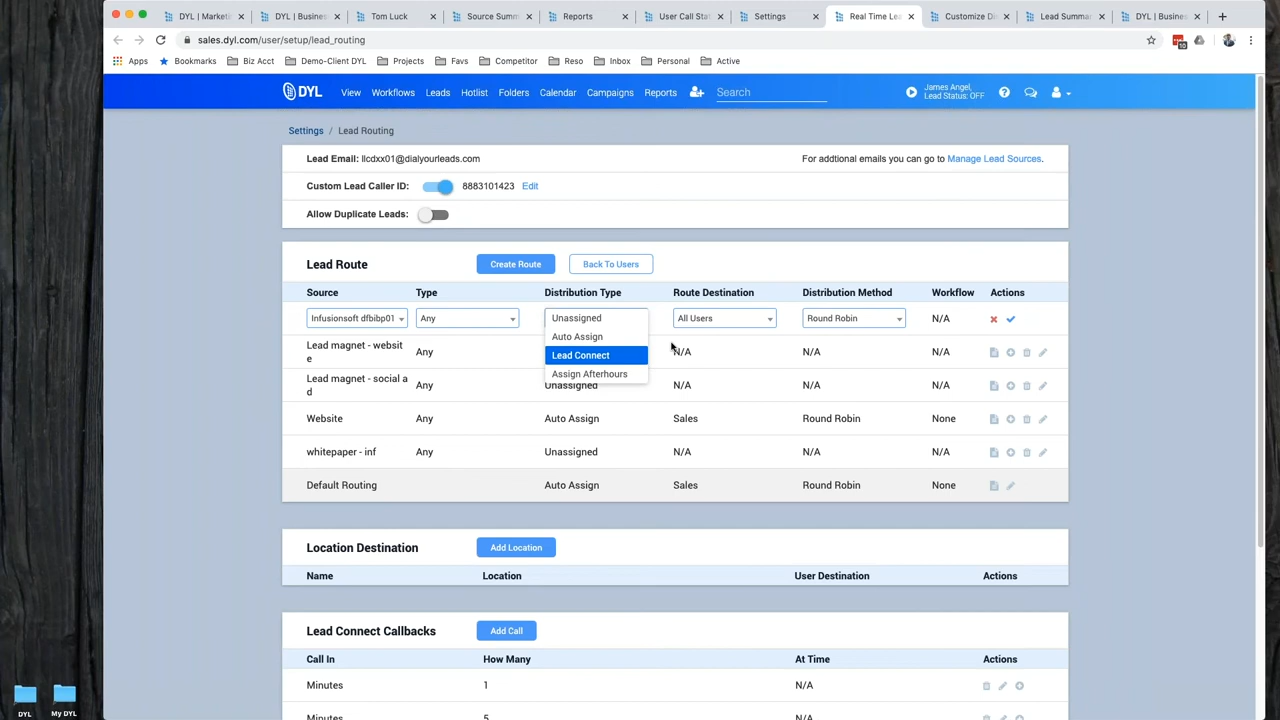 DYL | Marketi
DYL | Busines
Tom Luck
Source Summ
Reports
User Call Stat
Settings
Real Time Lea
Customize Di
Lead Summa
DYL | Busines
sales.dyl.com/user/setup/lead_routing
10
Apps
Bookmarks
Biz Acct
Demo-Client DYL
Projects
Favs
Competitor
Reso
Inbox
Personal
Active
DYL
View
Workflows
Leads
Hotlist
Folders
Calendar
Campaigns
Reports
Search
James Angel,
Lead Status: OFF
Settings / Lead Routing
Lead Email: llcdxx01@dialyourleads.com
For addtional emails you can go to Manage Lead Sources.
Custom Lead Caller ID: 8883101423 Edit
Allow Duplicate Leads:
Lead Route Create Route Back To Users
Source Type Distribution Type Route Destination Distribution Method Workflow Actions
Infusionsoft dfbibp01 Any Unassigned All Users Round Robin N/A
Auto Assign
Lead Connect
Assign Afterhours
Lead magnet - websit
e Any N/A N/A N/A
Lead magnet - social a
d Any Unassigned N/A N/A N/A
Website Any Auto Assign Sales Round Robin None
whitepaper - inf Any Unassigned N/A N/A N/A
Default Routing Auto Assign Sales Round Robin None
Location Destination Add Location
Name Location User Destination Actions
Lead Connect Callbacks Add Call
Call In How Many At Time Actions
Minutes 1 N/A
Minutes 5 N/A
DYL
My DYL